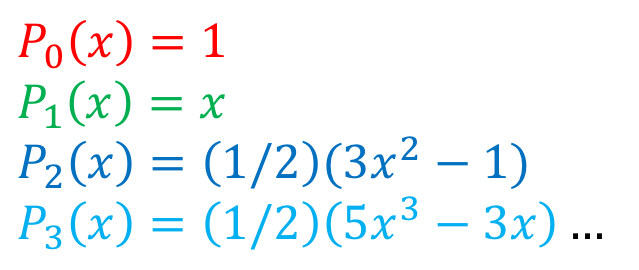 P₀(x) = 1
P₁(x) = x
P₂(x) = (1/2)(3x² − 1)
P₃(x) = (1/2)(5x³ − 3x) ...